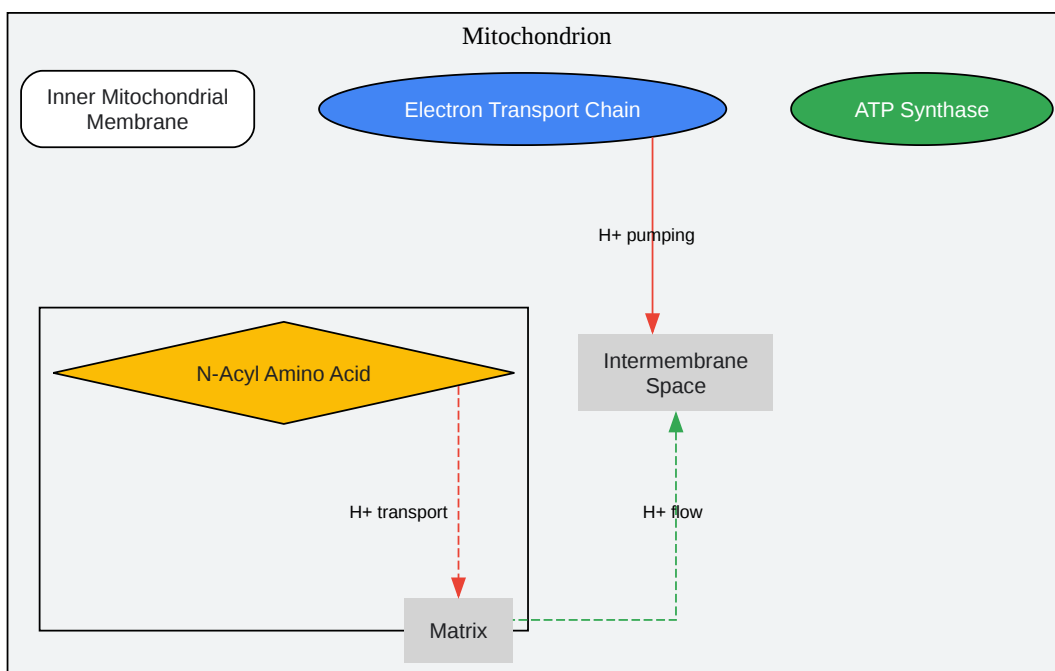 Mitochondrion
Inner Mitochondrial
Membrane
Electron Transport Chain
ATP Synthase
H+ pumping
N-Acyl Amino Acid
Intermembrane
Space
H+ transport
H+ flow
Matrix